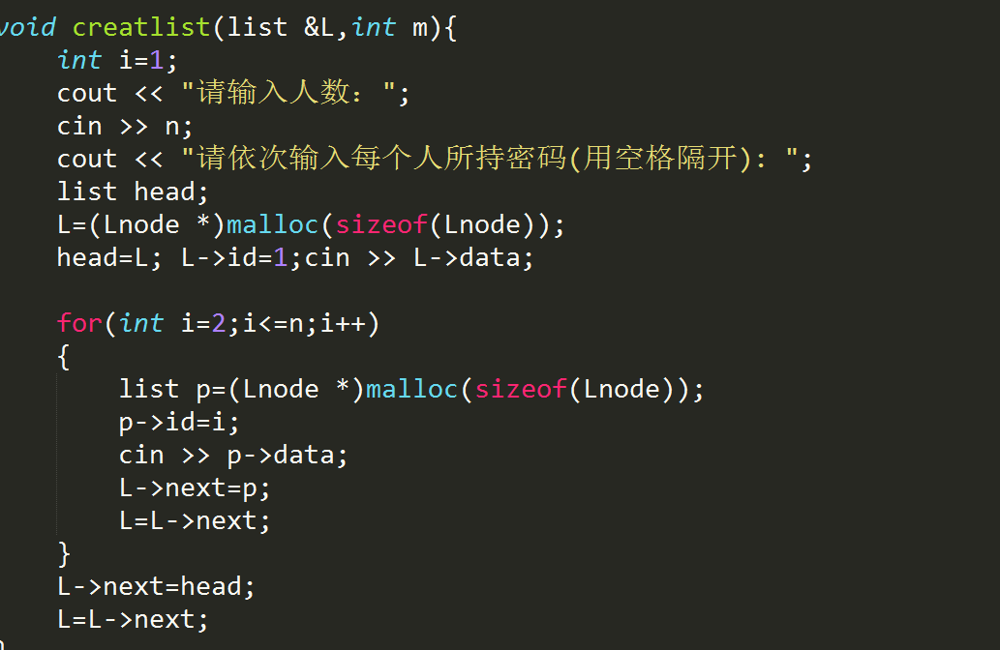 void creatlist(list &L,int m){
    int i=1;
    cout << "请输入人数: ";
    cin >> n;
    cout << "请依次输入每个人所持密码(用空格隔开): ";
    list head;
    L=(Lnode *)malloc(sizeof(Lnode));
    head=L; L->id=1;cin >> L->data;

    for(int i=2;i<=n;i++)
    {
        list p=(Lnode *)malloc(sizeof(Lnode));
        p->id=i;
        cin >> p->data;
        L->next=p;
        L=L->next;
    }
    L->next=head;
    L=L->next;